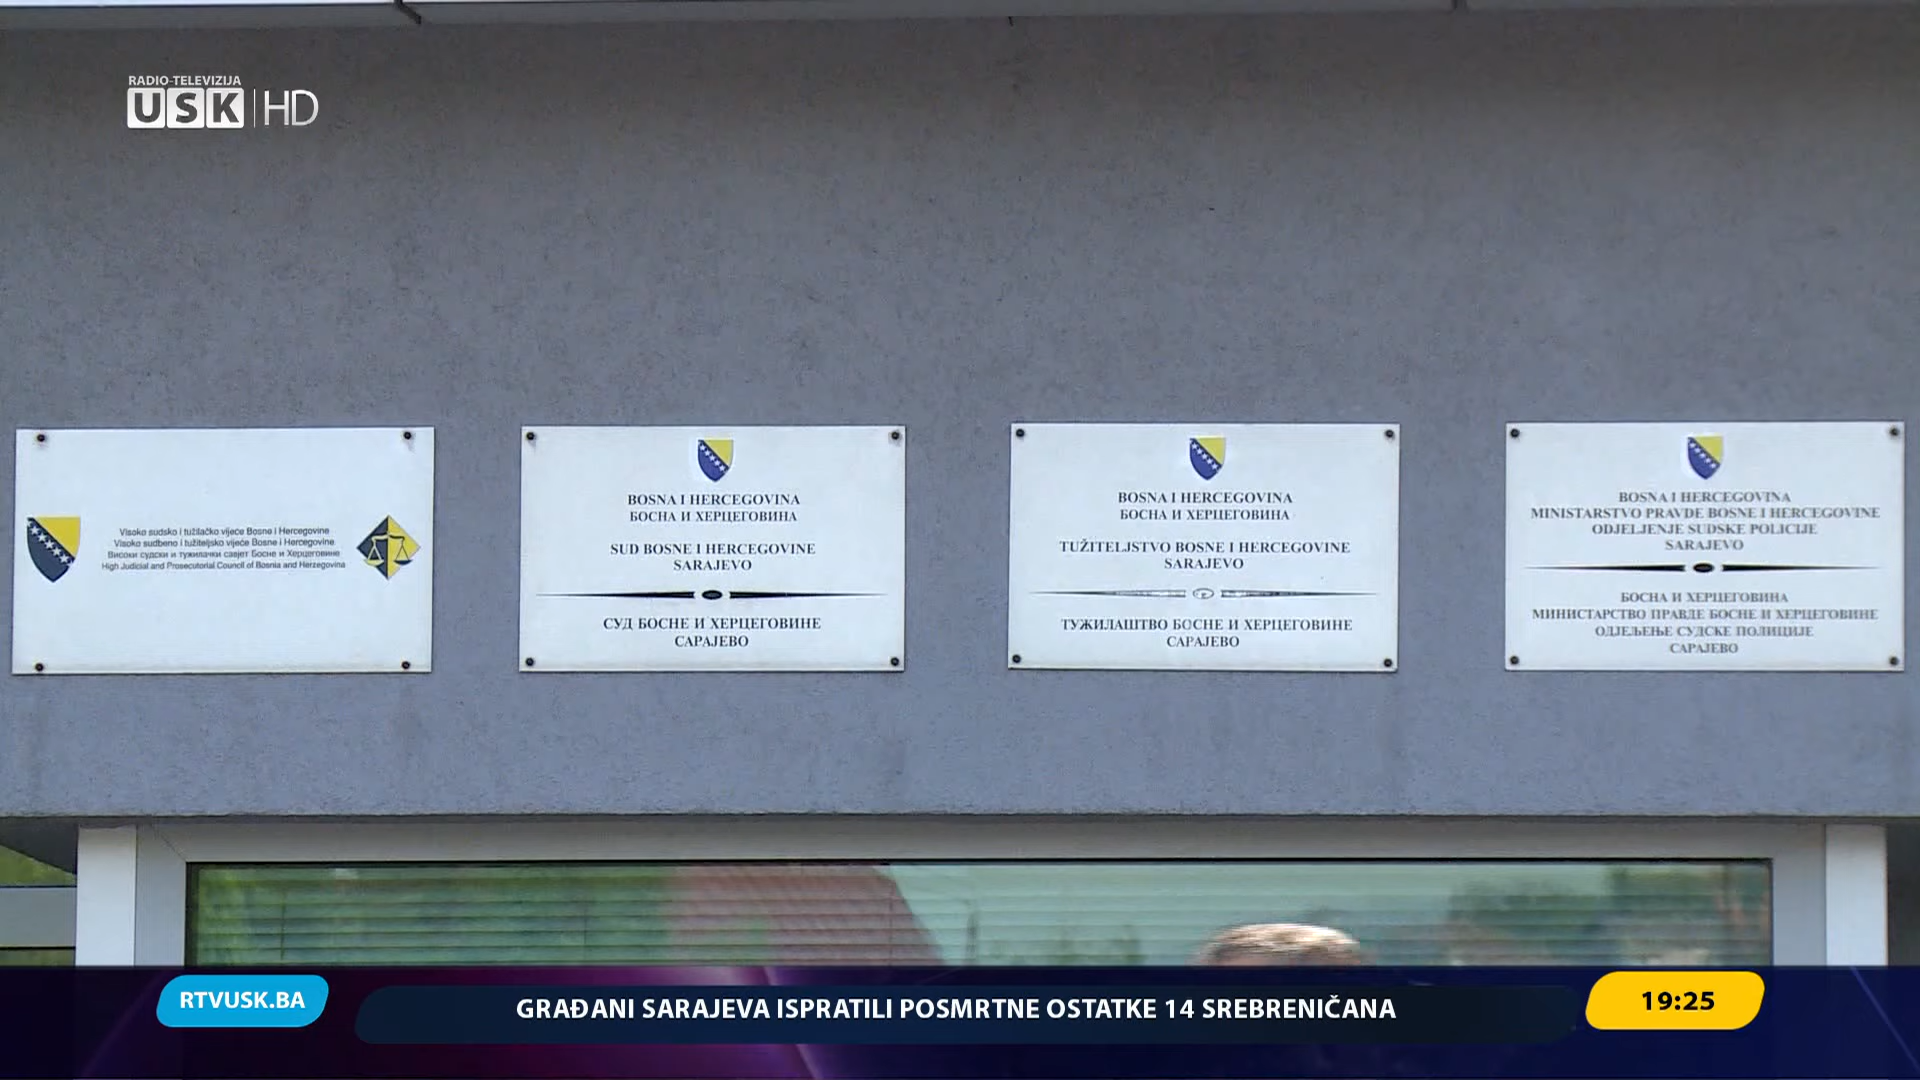 RADIO-TELEVIZIJA
USK HD
Visoko sudsko i tužilačko vijeće Bosne i Hercegovine
Visoko sudbeno i tužiteljsko vijeće Bosne i Hercegovine
Високи судски и тужилачки савјет Босне и Херцеговине
High Judicial and Prosecutorial Council of Bosnia and Herzegovina
BOSNA I HERCEGOVINA
БОСНА И ХЕРЦЕГОВИНА
SUD BOSNE I HERCEGOVINE
SARAJEVO
СУД БОСНЕ И ХЕРЦЕГОВИНЕ
САРАЈЕВО
BOSNA I HERCEGOVINA
БОСНА И ХЕРЦЕГОВИНА
TUŽITELJSTVO BOSNE I HERCEGOVINE
SARAJEVO
ТУЖИЛАШТВО БОСНЕ И ХЕРЦЕГОВИНЕ
САРАЈЕВО
BOSNA I HERCEGOVINA
MINISTARSTVO PRAVDE BOSNE I HERCEGOVINE
ODJELJENJE SUDSKE POLICIJE
SARAJEVO
БОСНА И ХЕРЦЕГОВИНА
МИНИСТАРСТВО ПРАВДЕ БОСНЕ И ХЕРЦЕГОВИНЕ
ОДЈЕЉЕЊЕ СУДСКЕ ПОЛИЦИЈЕ
САРАЈЕВО
RTVUSK.BA
GRAĐANI SARAJEVA ISPRATILI POSMRTNE OSTATKE 14 SREBRENIČANA
19:25